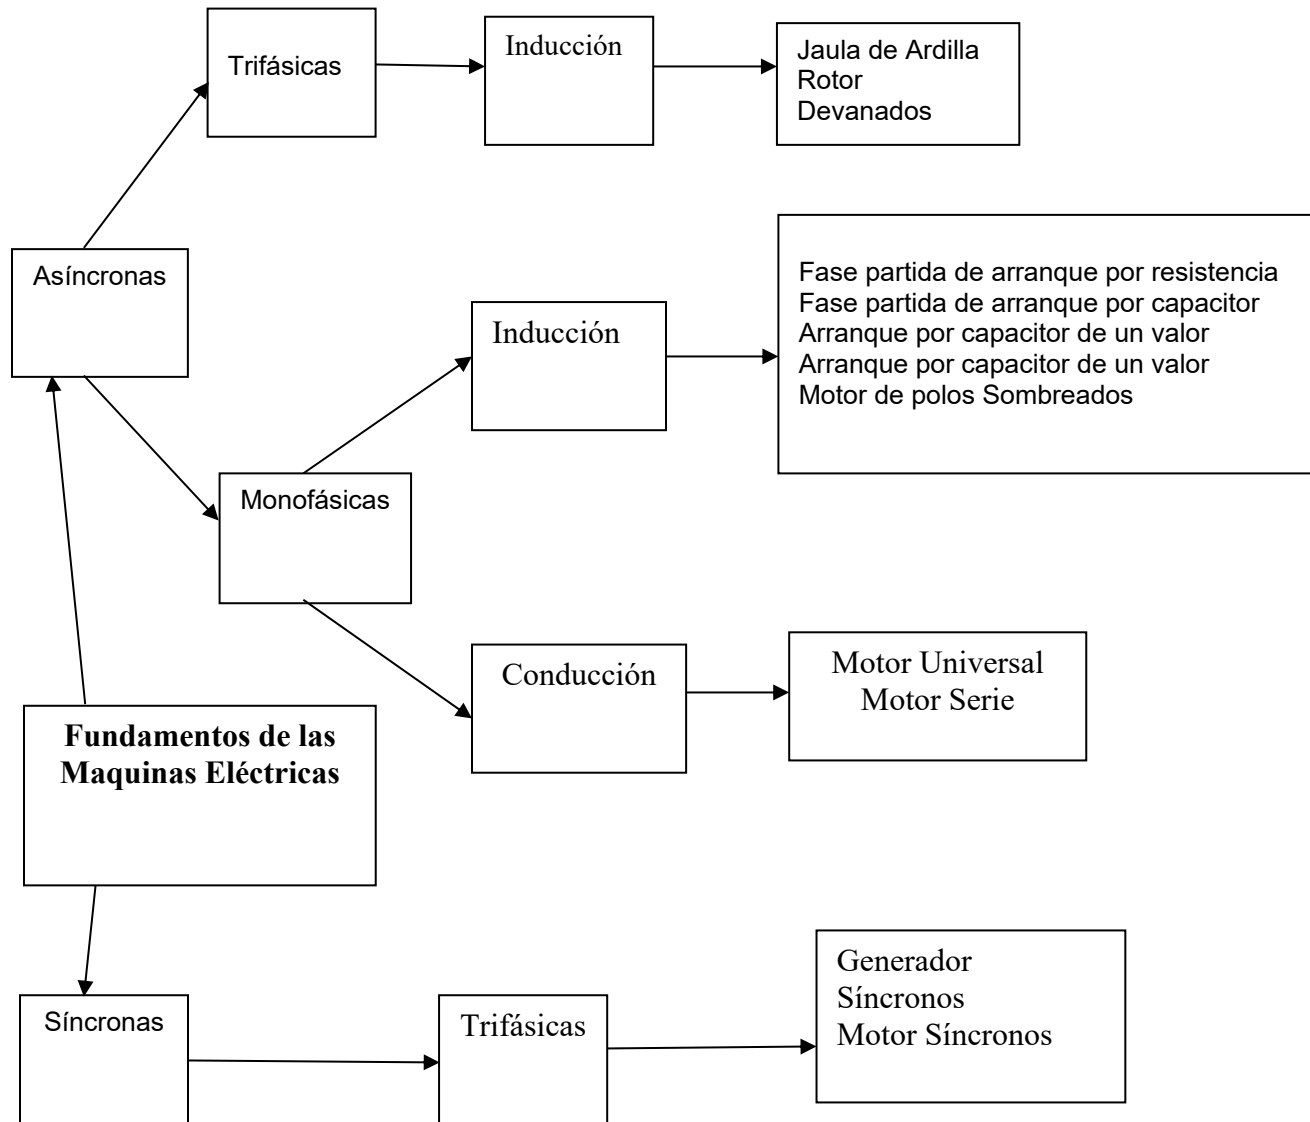 Trifásicas
Inducción
Jaula de Ardilla
Rotor
Devanados
Asíncronas
Inducción
Fase partida de arranque por resistencia
Fase partida de arranque por capacitor
Arranque por capacitor de un valor
Arranque por capacitor de un valor
Motor de polos Sombreados
Monofásicas
Conducción
Motor Universal
Motor Serie
Fundamentos de las
Maquinas Eléctricas
Síncronas
Trifásicas
Generador
Síncronos
Motor Síncronos